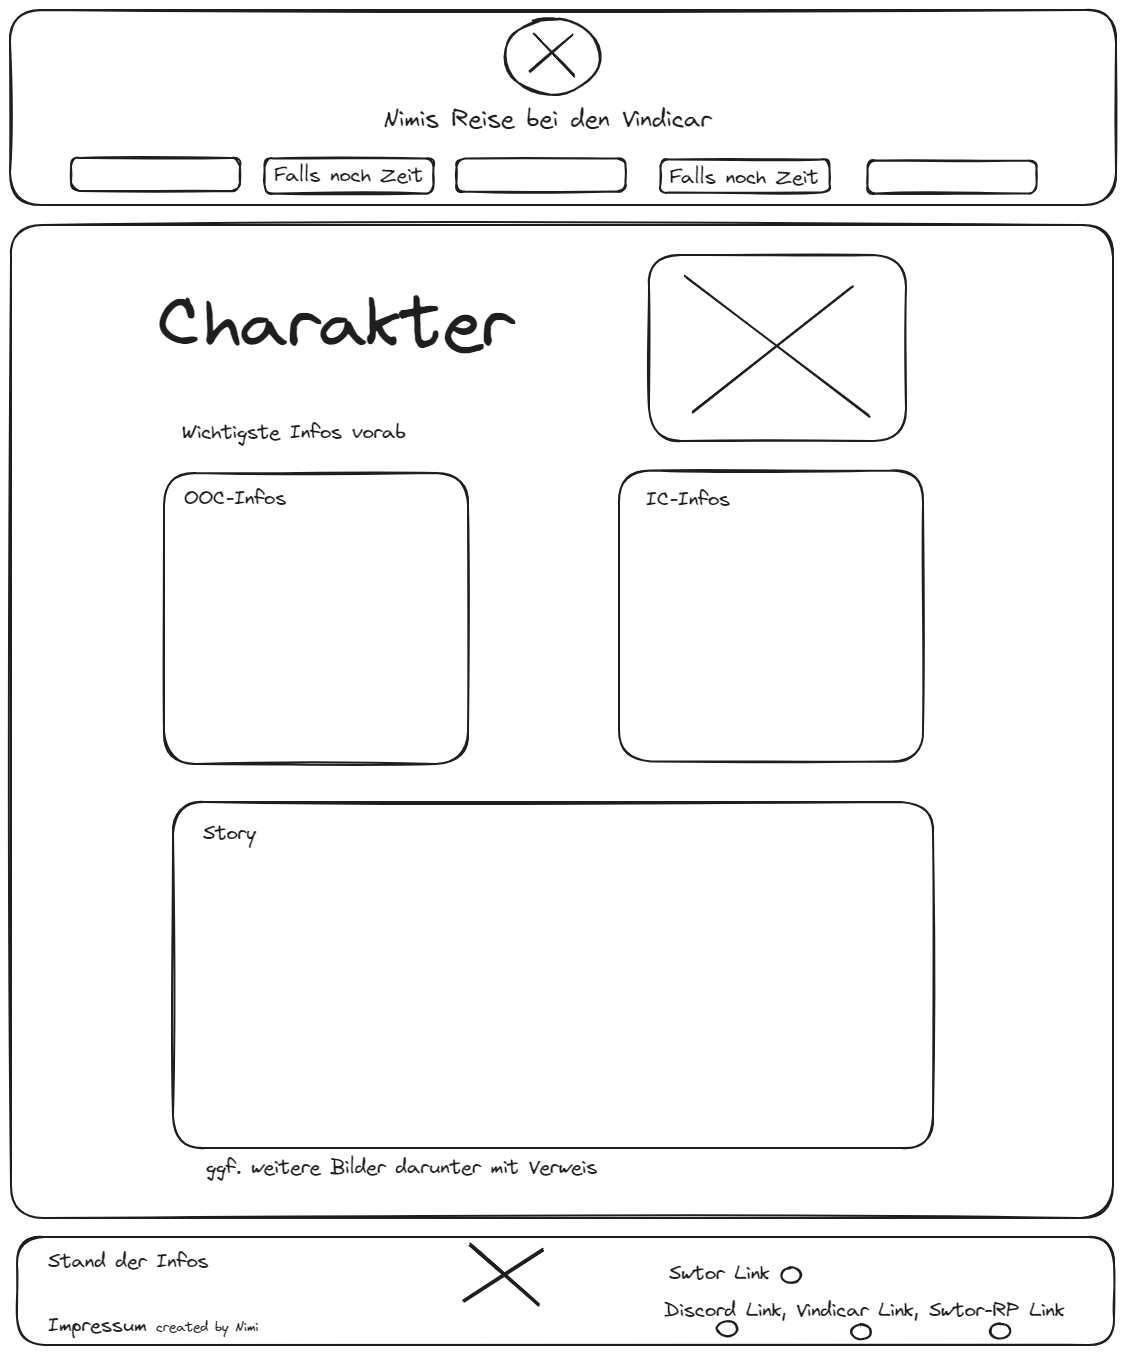 Nimis Reise bei den Vindicar
Falls noch Zeit
Falls noch Zeit
Charakter
Wichtigste Infos vorab
OOC-Infos
IC-Infos
Story
ggf. weitere Bilder darunter mit Verweis
Stand der Infos
Swtor Link
Discord Link, Vindicar Link, Swtor-RP Link
Impressum created by Nimi